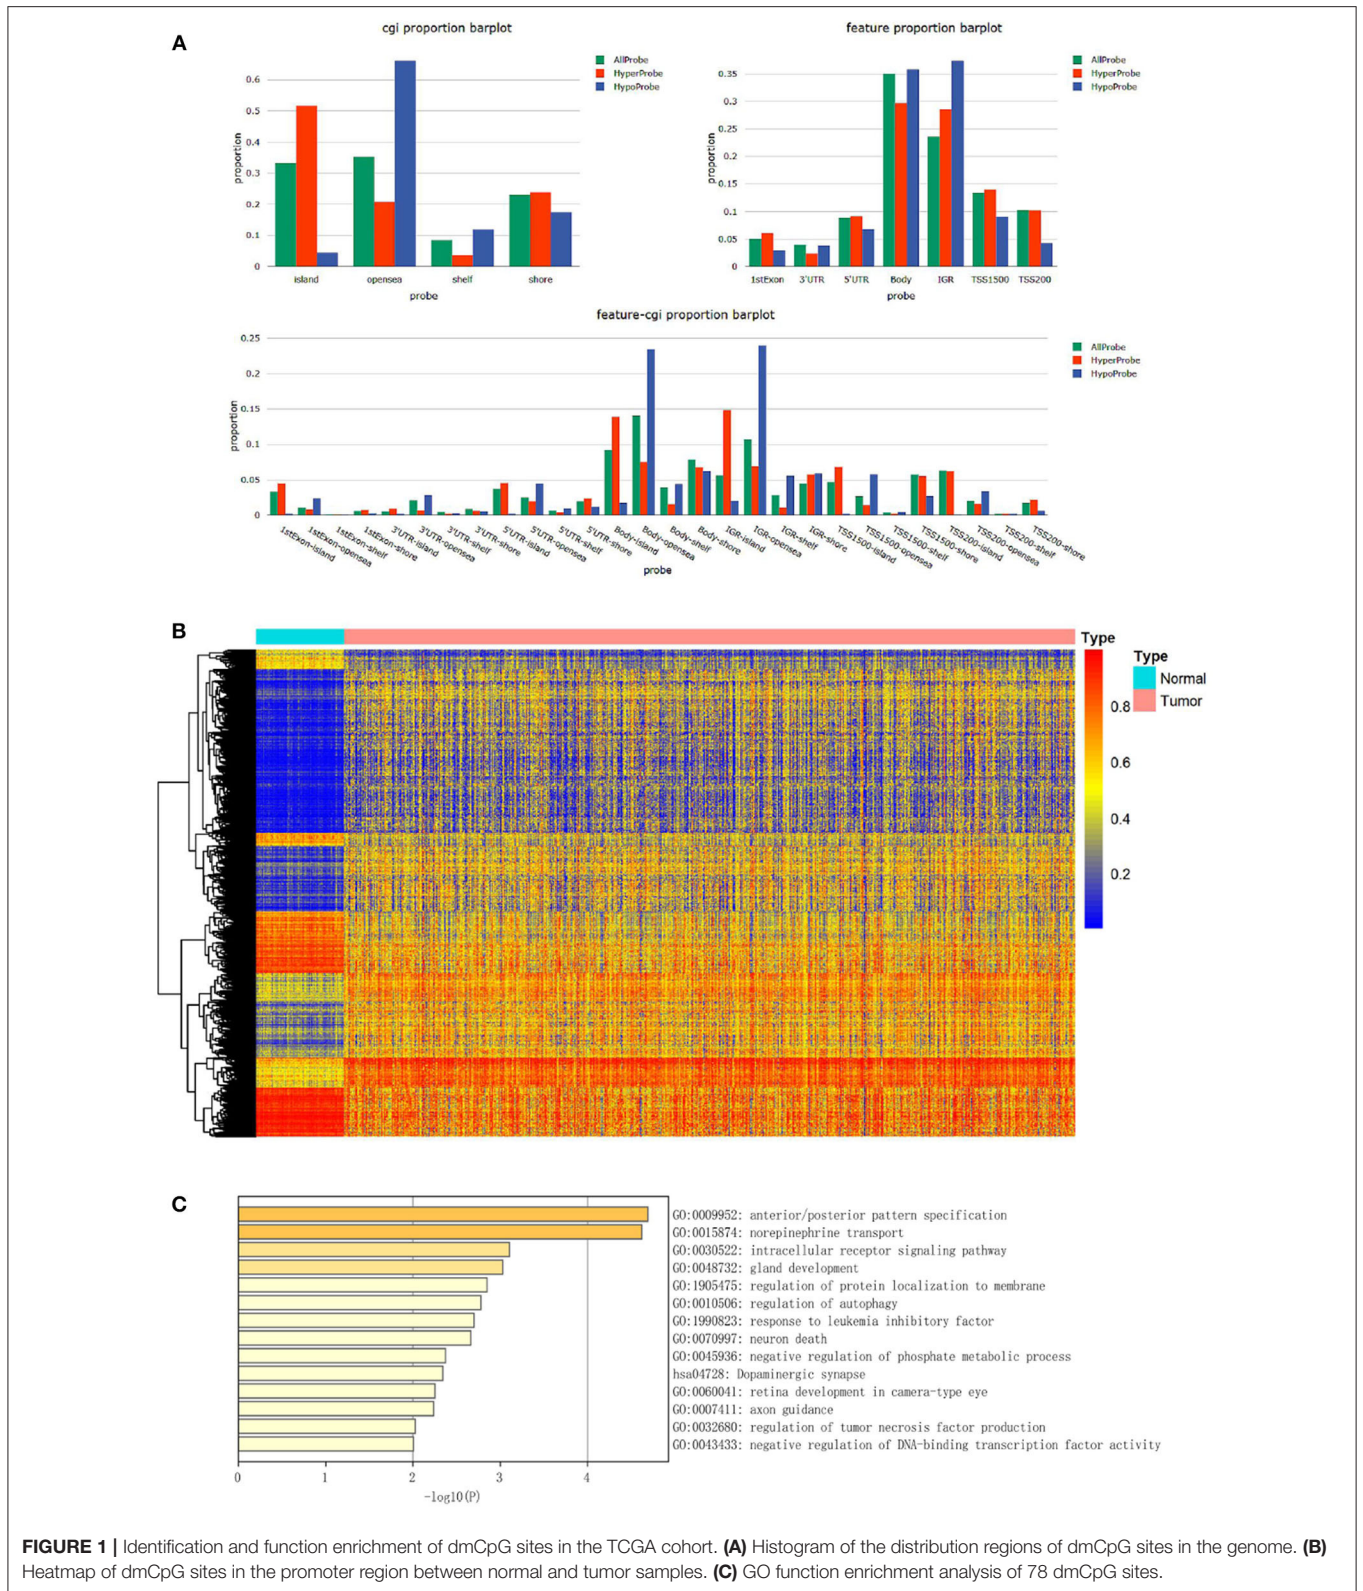 A
cgi proportion barplot
AllProbe
HyperProbe
HypoProbe
proportion
0.6
0.5
0.4
0.3
0.2
0.1
0
island opensea shelf shore
probe
feature proportion barplot
AllProbe
HyperProbe
HypoProbe
proportion
0.35
0.3
0.25
0.2
0.15
0.1
0.05
0
1stExon 3'UTR 5'UTR Body IGR TSS1500 TSS200
probe
feature-cgi proportion barplot
AllProbe
HyperProbe
HypoProbe
proportion
0.25
0.2
0.15
0.1
0.05
0
1stExon-island
1stExon-opensea
1stExon-shelf
1stExon-shore
3'UTR-island
3'UTR-opensea
3'UTR-shelf
3'UTR-shore
5'UTR-island
5'UTR-opensea
5'UTR-shelf
5'UTR-shore
Body-island
Body-opensea
Body-shelf
Body-shore
IGR-island
IGR-opensea
IGR-shelf
IGR-shore
TSS1500-island
TSS1500-opensea
TSS1500-shelf
TSS1500-shore
TSS200-island
TSS200-opensea
TSS200-shelf
TSS200-shore
probe
B
Type
0.8
0.6
0.4
0.2
Type
Normal
Tumor
C
GO:0009952: anterior/posterior pattern specification
GO:0015874: norepinephrine transport
GO:0030522: intracellular receptor signaling pathway
GO:0048732: gland development
GO:1905475: regulation of protein localization to membrane
GO:0010506: regulation of autophagy
GO:1990823: response to leukemia inhibitory factor
GO:0070997: neuron death
GO:0045936: negative regulation of phosphate metabolic process
hsa04728: Dopaminergic synapse
GO:0060041: retina development in camera-type eye
GO:0007411: axon guidance
GO:0032680: regulation of tumor necrosis factor production
GO:0043433: negative regulation of DNA-binding transcription factor activity
0 1 2 3 4
-log10(P)
FIGURE 1 | Identification and function enrichment of dmCpG sites in the TCGA cohort. (A) Histogram of the distribution regions of dmCpG sites in the genome. (B)
Heatmap of dmCpG sites in the promoter region between normal and tumor samples. (C) GO function enrichment analysis of 78 dmCpG sites.